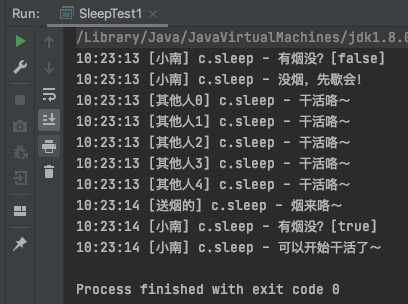 Run: SleepTest1
/Library/Java/JavaVirtualMachines/jdk1.8.0
10:23:13 [小南] c.sleep - 有烟没? [false]
10:23:13 [小南] c.sleep - 没烟，先歇会!
10:23:13 [其他人0] c.sleep - 干活咯～
10:23:13 [其他人1] c.sleep - 干活咯～
10:23:13 [其他人2] c.sleep - 干活咯～
10:23:13 [其他人3] c.sleep - 干活咯～
10:23:13 [其他人4] c.sleep - 干活咯～
10:23:14 [送烟的] c.sleep - 烟来咯～
10:23:14 [小南] c.sleep - 有烟没? [true]
10:23:14 [小南] c.sleep - 可以开始干活了～
Process finished with exit code 0